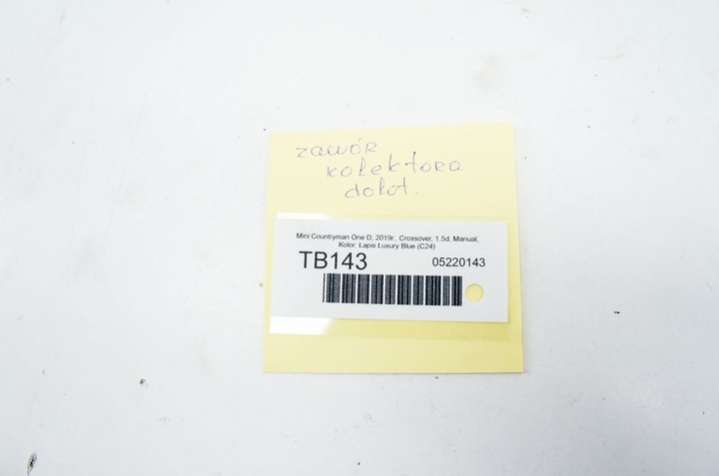 zawór
kolektora
dolot.
Mini Countryman One D, 2019r., Crossover, 1.5d, Manual,
Kolor: Lapis Luxury Blue (C24)
TB143 05220143